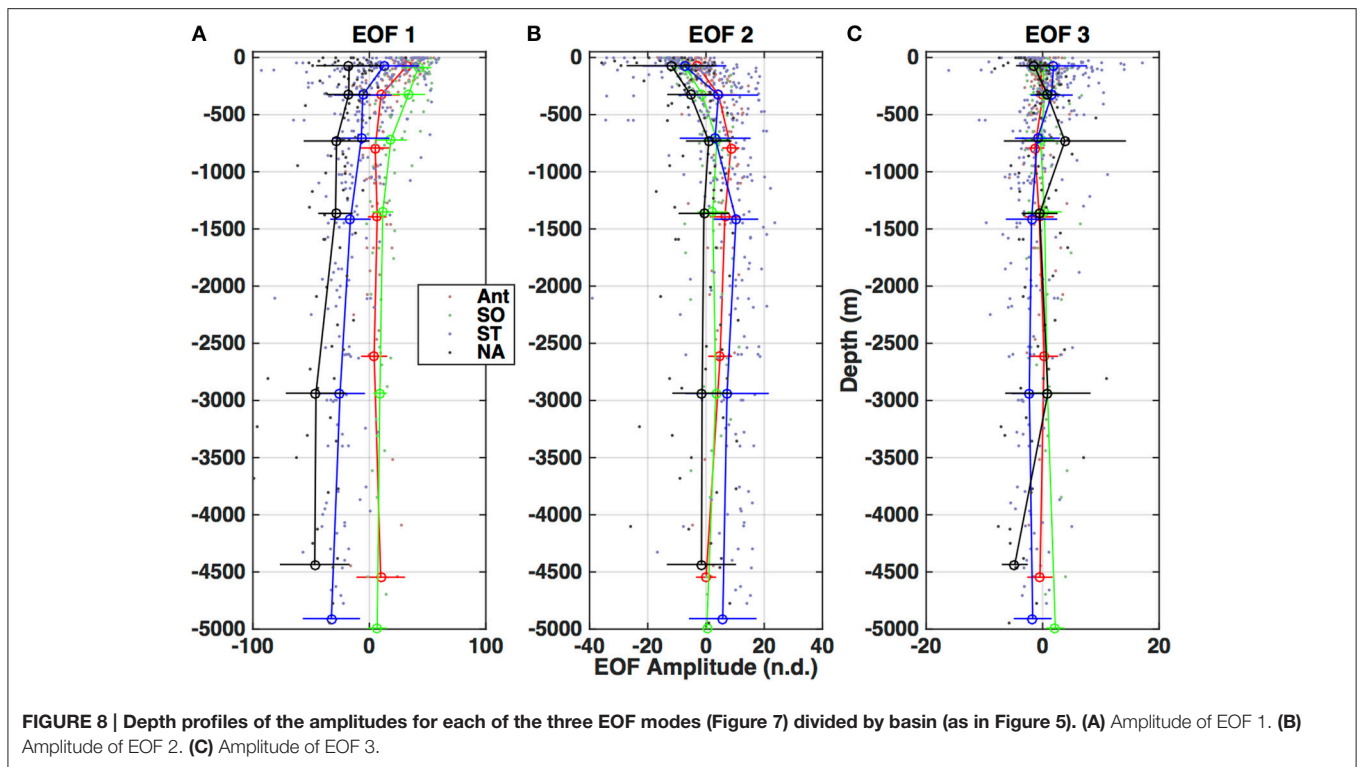 A EOF 1 B EOF 2 C EOF 3
0 0 0
-500 -500 -500
-1000 -1000 -1000
-1500 -1500 -1500
-2000 -2000 -2000
-2500 -2500 -2500
-3000 -3000 -3000
-3500 -3500 -3500
-4000 -4000 -4000
-4500 -4500 -4500
-5000 -5000 -5000
Ant
SO
ST
NA
Depth (m)
-100 0 100 -40 -20 0 20 40 -20 0 20
EOF Amplitude (n.d.)
FIGURE 8 | Depth profiles of the amplitudes for each of the three EOF modes (Figure 7) divided by basin (as in Figure 5). (A) Amplitude of EOF 1. (B)
Amplitude of EOF 2. (C) Amplitude of EOF 3.